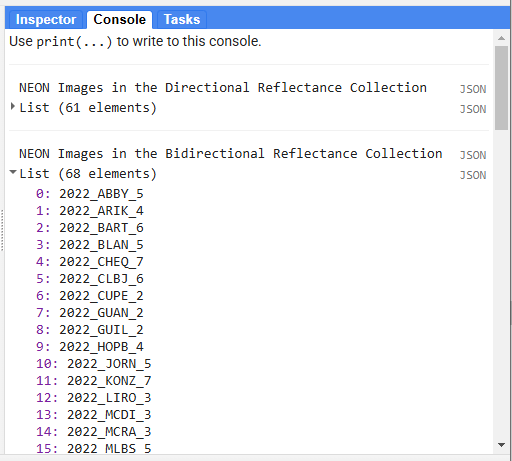 Inspector Console Tasks
Use print(...) to write to this console.
NEON Images in the Directional Reflectance Collection JSON
List (61 elements) JSON
NEON Images in the Bidirectional Reflectance Collection JSON
List (68 elements) JSON
0: 2022_ABBY_5
1: 2022_ARIK_4
2: 2022_BART_6
3: 2022_BLAN_5
4: 2022_CHEQ_7
5: 2022_CLBJ_6
6: 2022_CUPE_2
7: 2022_GUAN_2
8: 2022_GUIL_2
9: 2022_HOPB_4
10: 2022_JORN_5
11: 2022_KONZ_7
12: 2022_LIRO_3
13: 2022_MCDI_3
14: 2022_MCRA_3
15: 2022_MLBS_5